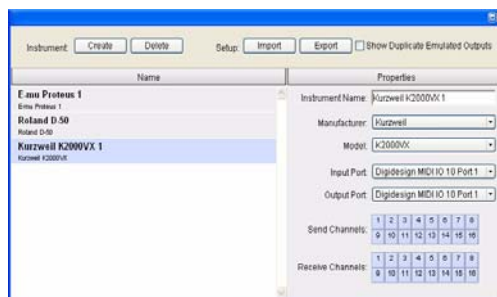 Instrument: Create Delete Setup: Import Export Show Duplicate Emulated Outputs
Name
E-mu Proteus 1
E-mu Proteus 1
Roland D-50
Roland D-50
Kurzweil K2000VX 1
Kurzweil K2000VX
Properties
Instrument Name: Kurzweil K2000VX 1
Manufacturer: Kurzweil
Model: K2000VX
Input Port: Digidesign MIDI IO 10 Port 1
Output Port: Digidesign MIDI IO 10 Port 1
Send Channels: 1 2 3 4 5 6 7 8
9 10 11 12 13 14 15 16
Receive Channels: 1 2 3 4 5 6 7 8
9 10 11 12 13 14 15 16